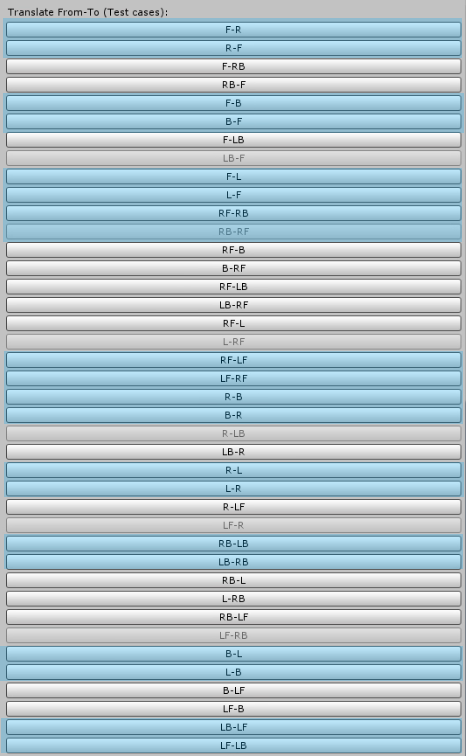 Translate From-To (Test cases):
F-R
R-F
F-RB
RB-F
F-B
B-F
F-LB
LB-F
F-L
L-F
RF-RB
RB-RF
RF-B
B-RF
RF-LB
LB-RF
RF-L
L-RF
RF-LF
LF-RF
R-B
B-R
R-LB
LB-R
R-L
L-R
R-LF
LF-R
RB-LB
LB-RB
RB-L
L-RB
RB-LF
LF-RB
B-L
L-B
B-LF
LF-B
LB-LF
LF-LB